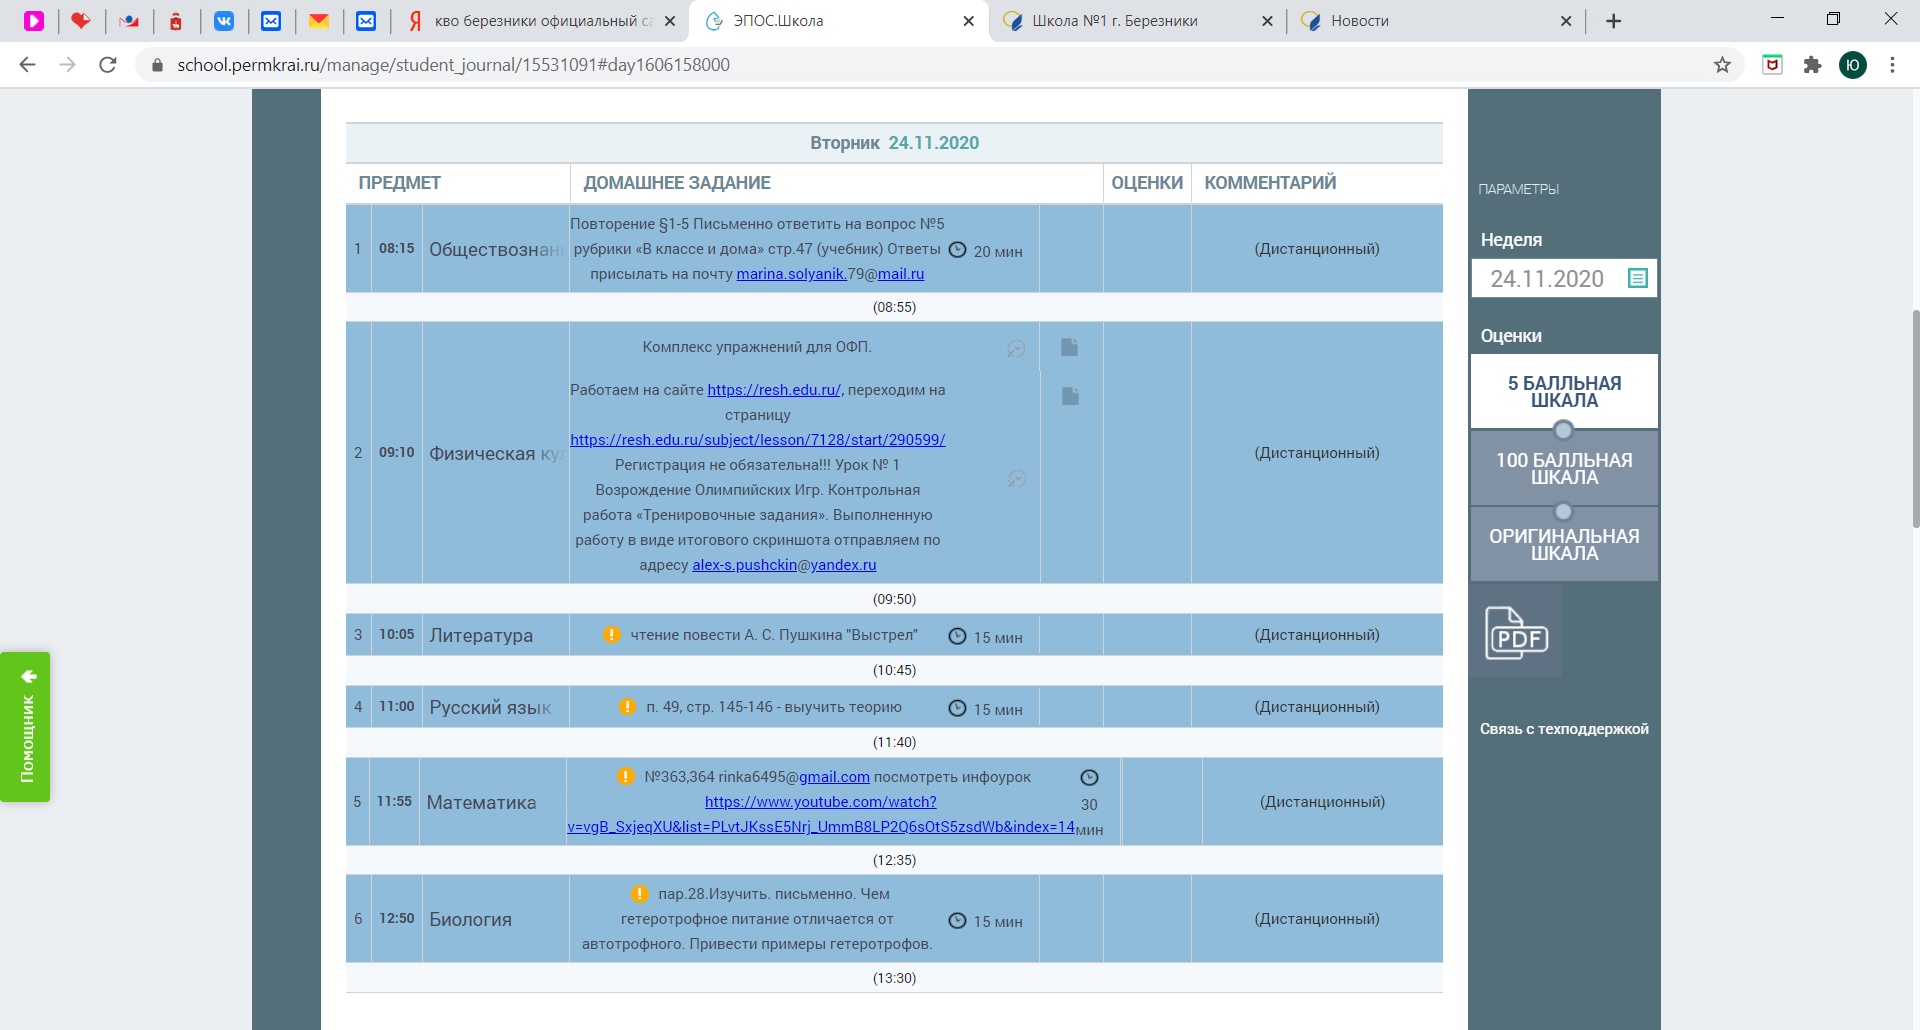 кво березники официальный са
ЭПОС.Школа
Школа №1 г. Березники
Новости
school.permkrai.ru/manage/student_journal/15531091#day1606158000
Ю
Вторник 24.11.2020
ПРЕДМЕТ ДОМАШНЕЕ ЗАДАНИЕ ОЦЕНКИ КОММЕНТАРИЙ
1 08:15 Обществознани
Повторение §1-5 Письменно ответить на вопрос №5
рубрики «В классе и дома» стр.47 (учебник) Ответы
присылать на почту marina.solyanik.79@mail.ru
20 мин
(Дистанционный)
(08:55)
2 09:10 Физическая кул
Комплекс упражнений для ОФП.
Работаем на сайте https://resh.edu.ru/, переходим на
страницу
https://resh.edu.ru/subject/lesson/7128/start/290599/
Регистрация не обязательна!!! Урок № 1
Возрождение Олимпийских Игр. Контрольная
работа «Тренировочные задания». Выполненную
работу в виде итогового скриншота отправляем по
адресу alex-s.pushckin@yandex.ru
(Дистанционный)
(09:50)
3 10:05 Литература ! чтение повести А. С. Пушкина "Выстрел" 15 мин (Дистанционный)
(10:45)
4 11:00 Русский язык ! п. 49, стр. 145-146 - выучить теорию 15 мин (Дистанционный)
(11:40)
5 11:55 Математика
! №363,364 rinka6495@gmail.com посмотреть инфоурок
https://www.youtube.com/watch?
v=vgB_SxjeqXU&list=PLvtJKssE5Nrj_UmmB8LP2Q6sOtS5zsdWb&index=14
30
мин
(Дистанционный)
(12:35)
6 12:50 Биология
! пар.28.Изучить. письменно. Чем
гетеротрофное питание отличается от
автотрофного. Привести примеры гетеротрофов.
15 мин
(Дистанционный)
(13:30)
ПАРАМЕТРЫ
Неделя
24.11.2020
Оценки
5 БАЛЛЬНАЯ
ШКАЛА
100 БАЛЛЬНАЯ
ШКАЛА
ОРИГИНАЛЬНАЯ
ШКАЛА
PDF
Связь с техподдержкой
Помощник